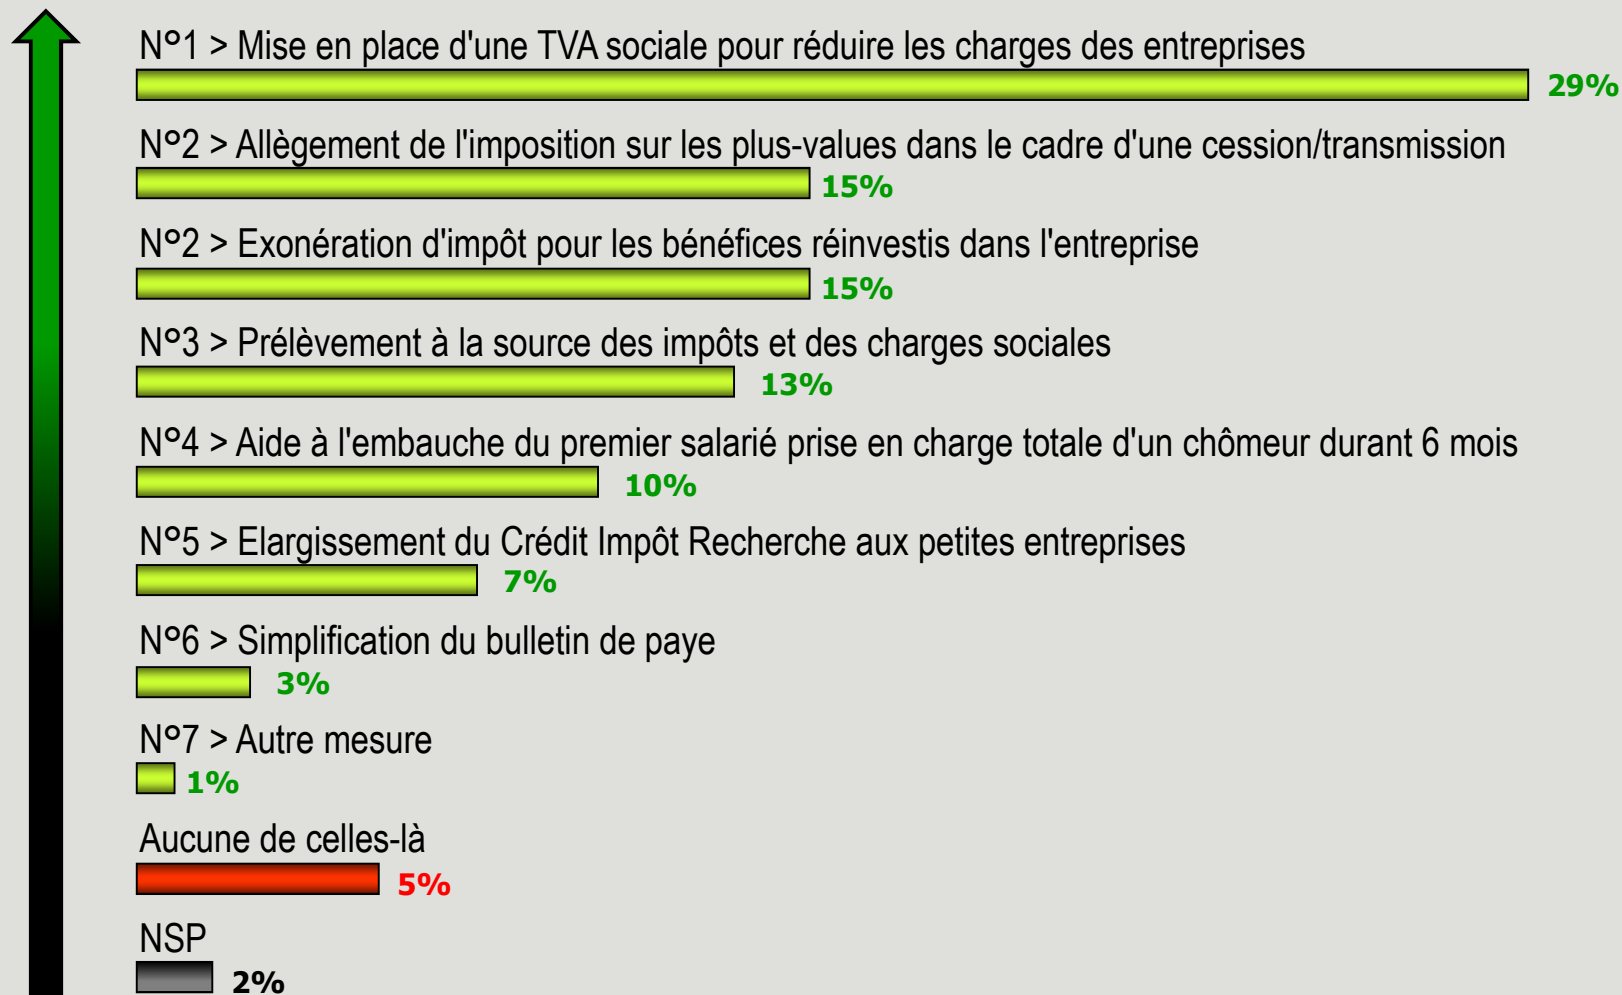 N°1 > Mise en place d'une TVA sociale pour réduire les charges des entreprises
29%
N°2 > Allègement de l'imposition sur les plus-values dans le cadre d'une cession/transmission
15%
N°2 > Exonération d'impôt pour les bénéfices réinvestis dans l'entreprise
15%
N°3 > Prélèvement à la source des impôts et des charges sociales
13%
N°4 > Aide à l'embauche du premier salarié prise en charge totale d'un chômeur durant 6 mois
10%
N°5 > Elargissement du Crédit Impôt Recherche aux petites entreprises
7%
N°6 > Simplification du bulletin de paye
3%
N°7 > Autre mesure
1%
Aucune de celles-là
5%
NSP
2%